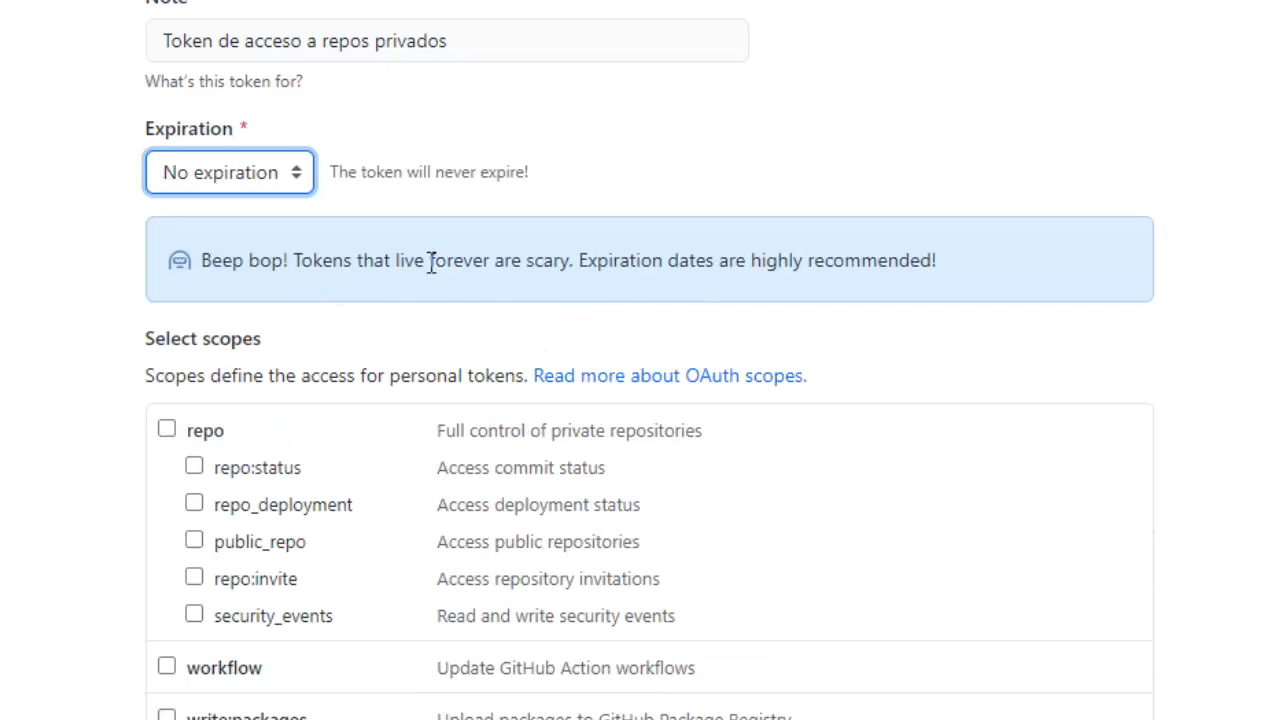 Note
Token de acceso a repos privados
What's this token for?
Expiration *
No expiration The token will never expire!
Beep bop! Tokens that live forever are scary. Expiration dates are highly recommended!
Select scopes
Scopes define the access for personal tokens. Read more about OAuth scopes.
repo Full control of private repositories
repo:status Access commit status
repo_deployment Access deployment status
public_repo Access public repositories
repo:invite Access repository invitations
security_events Read and write security events
workflow Update GitHub Action workflows
write:packages Upload packages to GitHub Package Registry